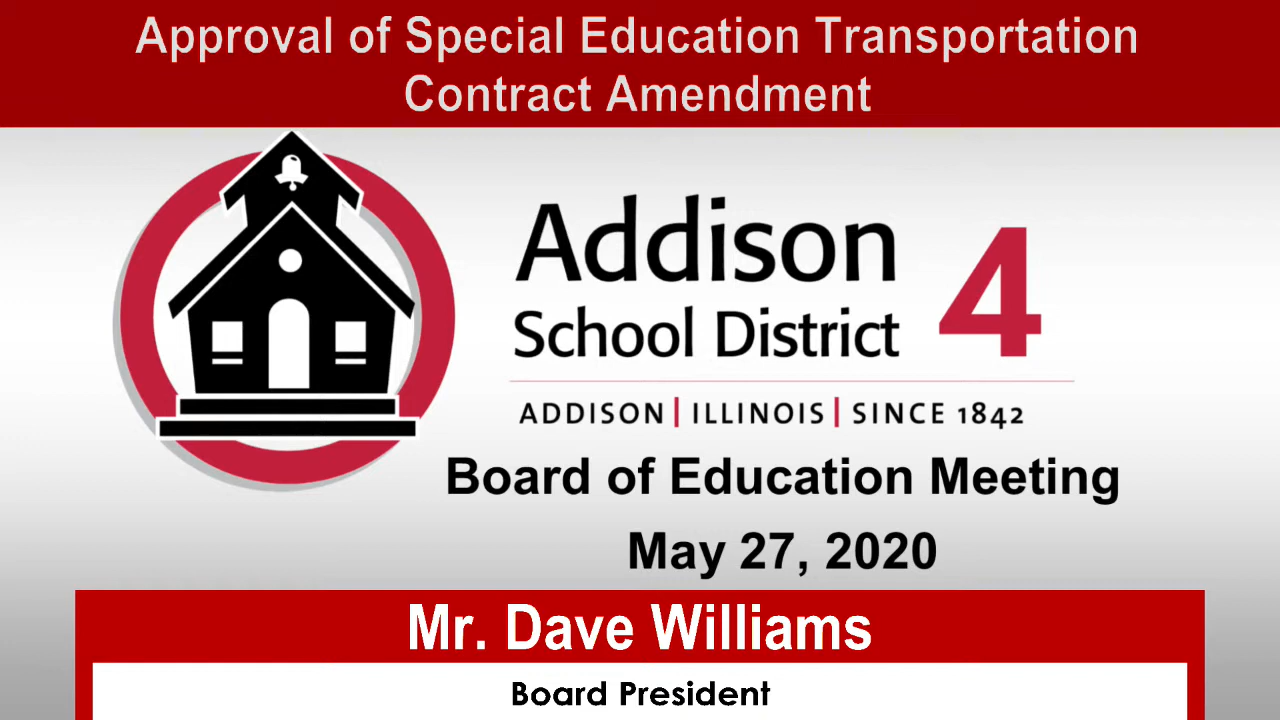 Approval of Special Education Transportation
Contract Amendment
Addison
School District 4
ADDISON | ILLINOIS | SINCE 1842
Board of Education Meeting
May 27, 2020
Mr. Dave Williams
Board President